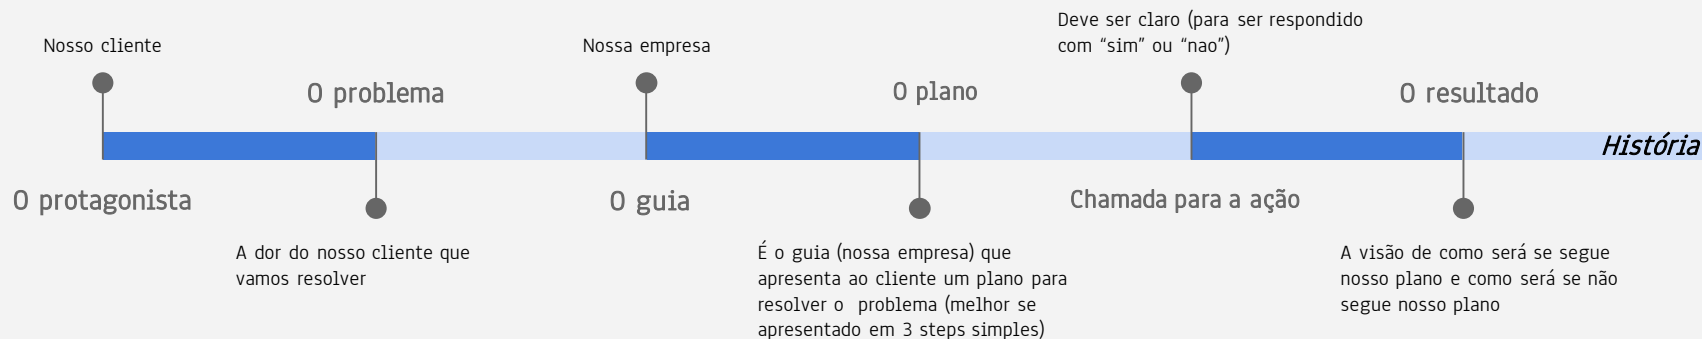 Nosso cliente
O protagonista
O problema
A dor do nosso cliente que
vamos resolver
Nossa empresa
O guia
O plano
É o guia (nossa empresa) que
apresenta ao cliente um plano para
resolver o  problema (melhor se
apresentado em 3 steps simples)
Deve ser claro (para ser respondido
com “sim” ou “nao”)
Chamada para a ação
O resultado
A visão de como será se segue
nosso plano e como será se não
segue nosso plano
História